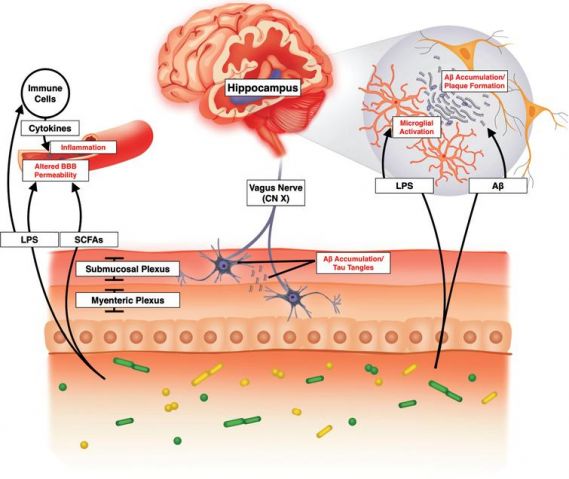 Immune
Cells
Cytokines
Inflammation
Altered BBB
Permeability
LPS
SCFAs
Hippocampus
Vagus Nerve
(CN X)
Aβ Accumulation/
Plaque Formation
Microglial
Activation
LPS
Aβ
Submucosal Plexus
Aβ Accumulation/
Tau Tangles
Myenteric Plexus